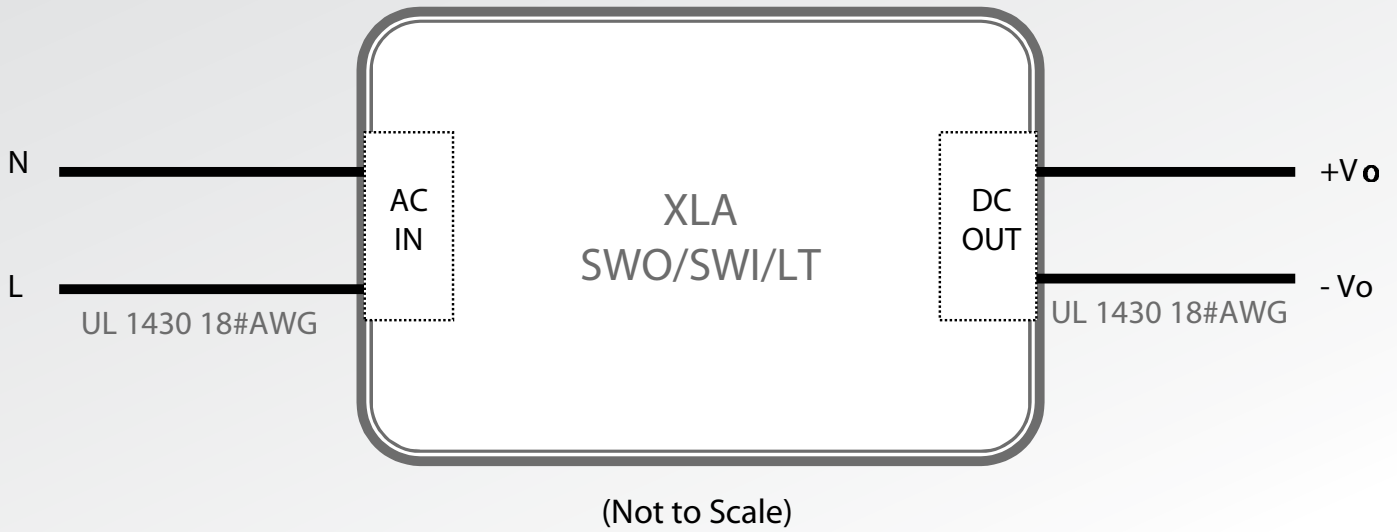 N
L
UL 1430 18#AWG
AC
IN
XLA
SWO/SWI/LT
DC
OUT
+Vo
- Vo
UL 1430 18#AWG
(Not to Scale)